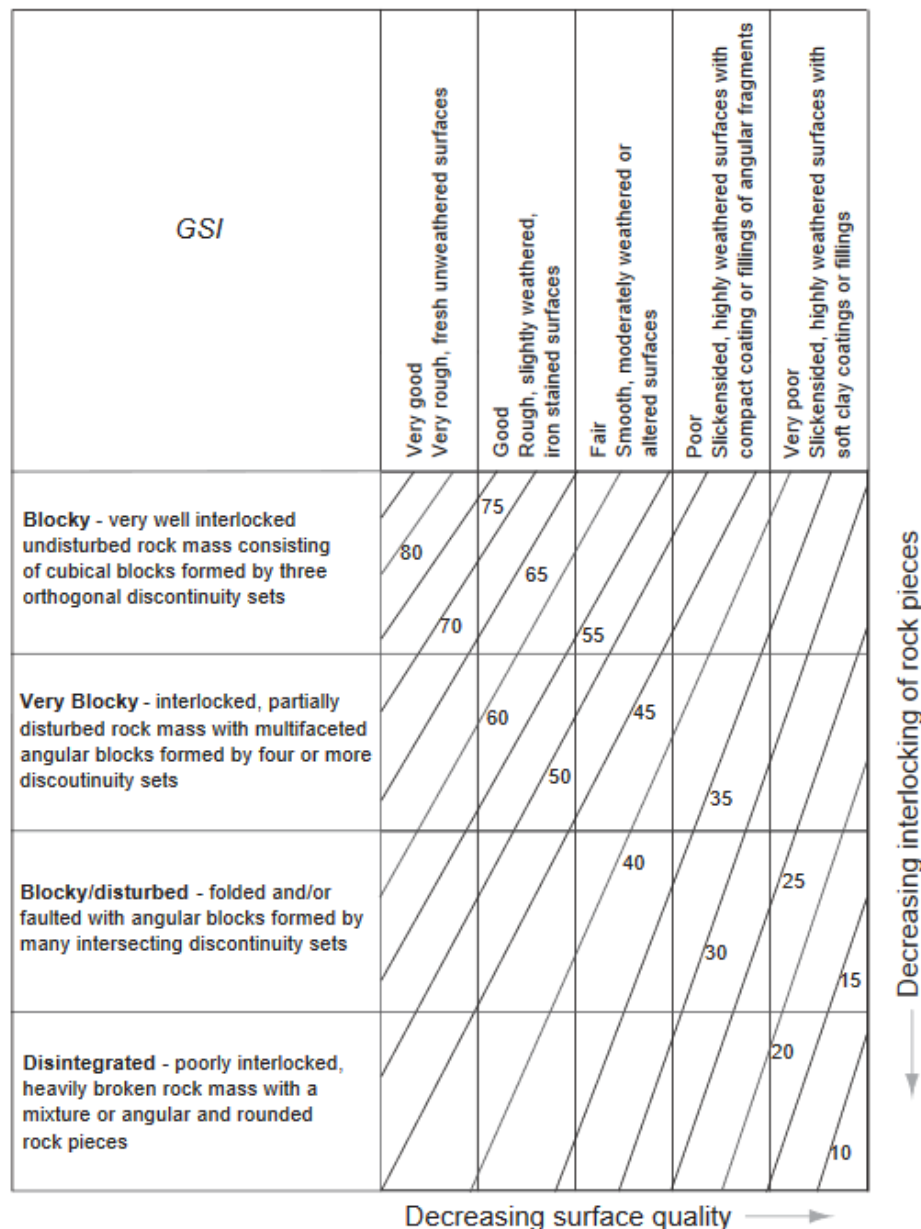 GSI
Very good
Very rough, fresh unweathered surfaces
Good
Rough, slightly weathered,
iron stained surfaces
Fair
Smooth, moderately weathered or
altered surfaces
Poor
Slickensided, highly weathered surfaces with
compact coating or fillings of angular fragments
Very poor
Slickensided, highly weathered surfaces with
soft clay coatings or fillings
Blocky - very well interlocked
undisturbed rock mass consisting
of cubical blocks formed by three
orthogonal discontinuity sets
75
80
65
70
55
Very Blocky - interlocked, partially
disturbed rock mass with multifaceted
angular blocks formed by four or more
discoutinuity sets
60
45
50
35
Blocky/disturbed - folded and/or
faulted with angular blocks formed by
many intersecting discontinuity sets
40
25
30
15
Disintegrated - poorly interlocked,
heavily broken rock mass with a
mixture or angular and rounded
rock pieces
20
10
Decreasing interlocking of rock pieces
Decreasing surface quality